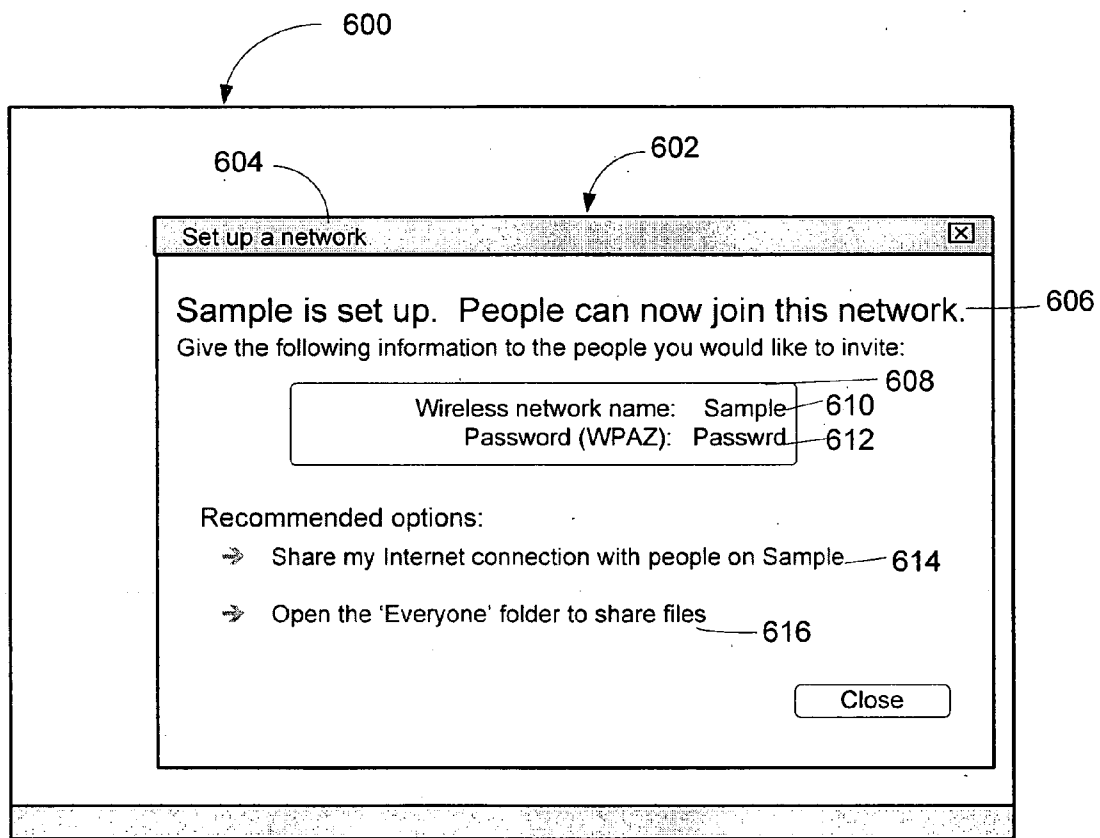 600
604
602
Set up a network
Sample is set up. People can now join this network.
606
Give the following information to the people you would like to invite:
608
Wireless network name: Sample
610
Password (WPAZ): Passwrd
612
Recommended options:
Share my Internet connection with people on Sample
614
Open the ‘Everyone’ folder to share files
616
Close